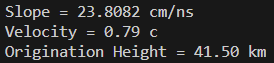 Slope = 23.8082 cm/ns
Velocity = 0.79 c
Origination Height = 41.50 km